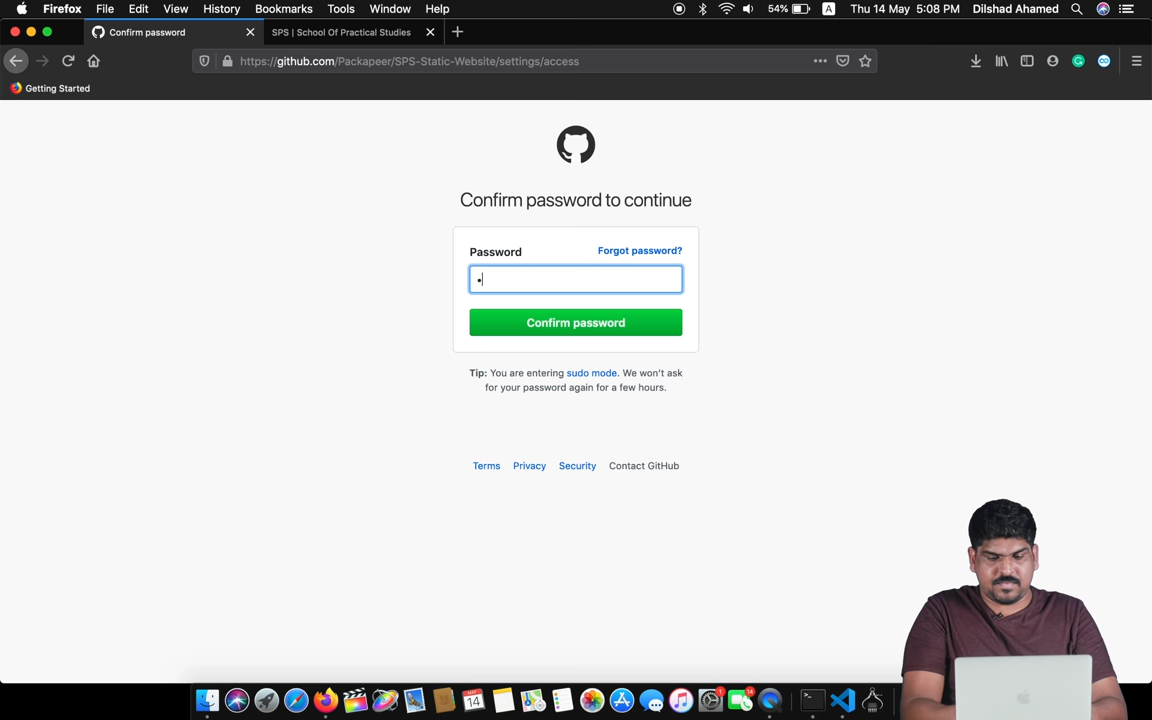 Firefox File Edit View History Bookmarks Tools Window Help 54% A Thu 14 May 5:08 PM Dilshad Ahamed
Confirm password SPS | School Of Practical Studies
https://github.com/Packapeer/SPS-Static-Website/settings/access
Getting Started
Confirm password to continue
Password Forgot password?
Confirm password
Tip: You are entering sudo mode. We won't ask
for your password again for a few hours.
Terms Privacy Security Contact GitHub